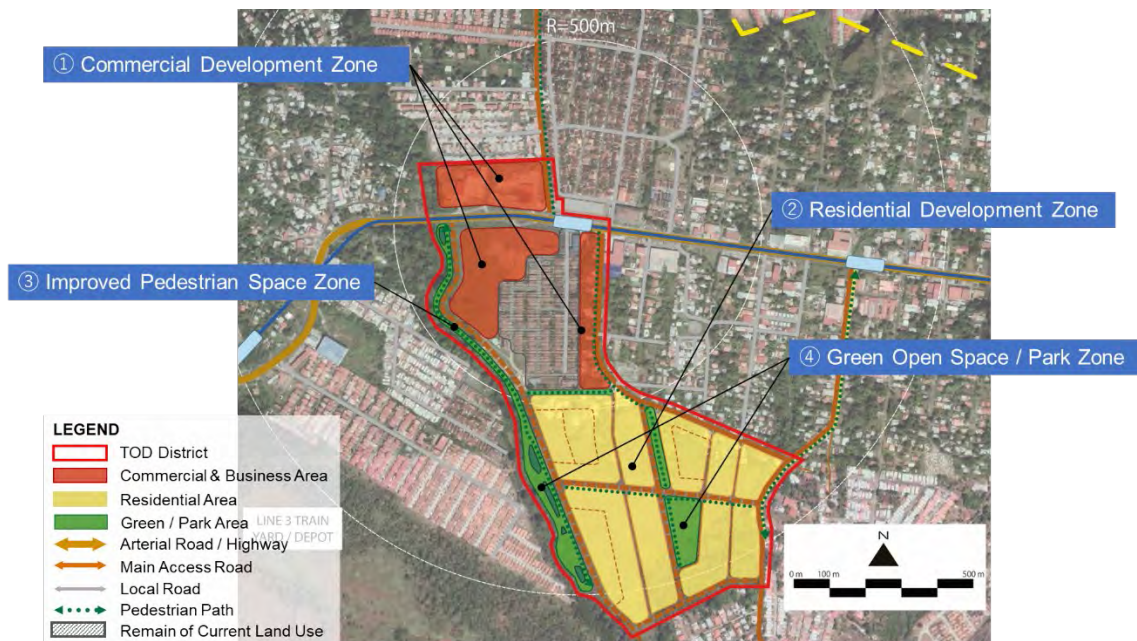 R=500m
① Commercial Development Zone
② Residential Development Zone
③ Improved Pedestrian Space Zone
④ Green Open Space / Park Zone
LEGEND
TOD District
Commercial & Business Area
Residential Area
Green / Park Area
LINE 3 TRAIN
YARD / DEPOT
Arterial Road / Highway
Main Access Road
Local Road
Pedestrian Path
Remain of Current Land Use
N
0 m 100 m 500 m